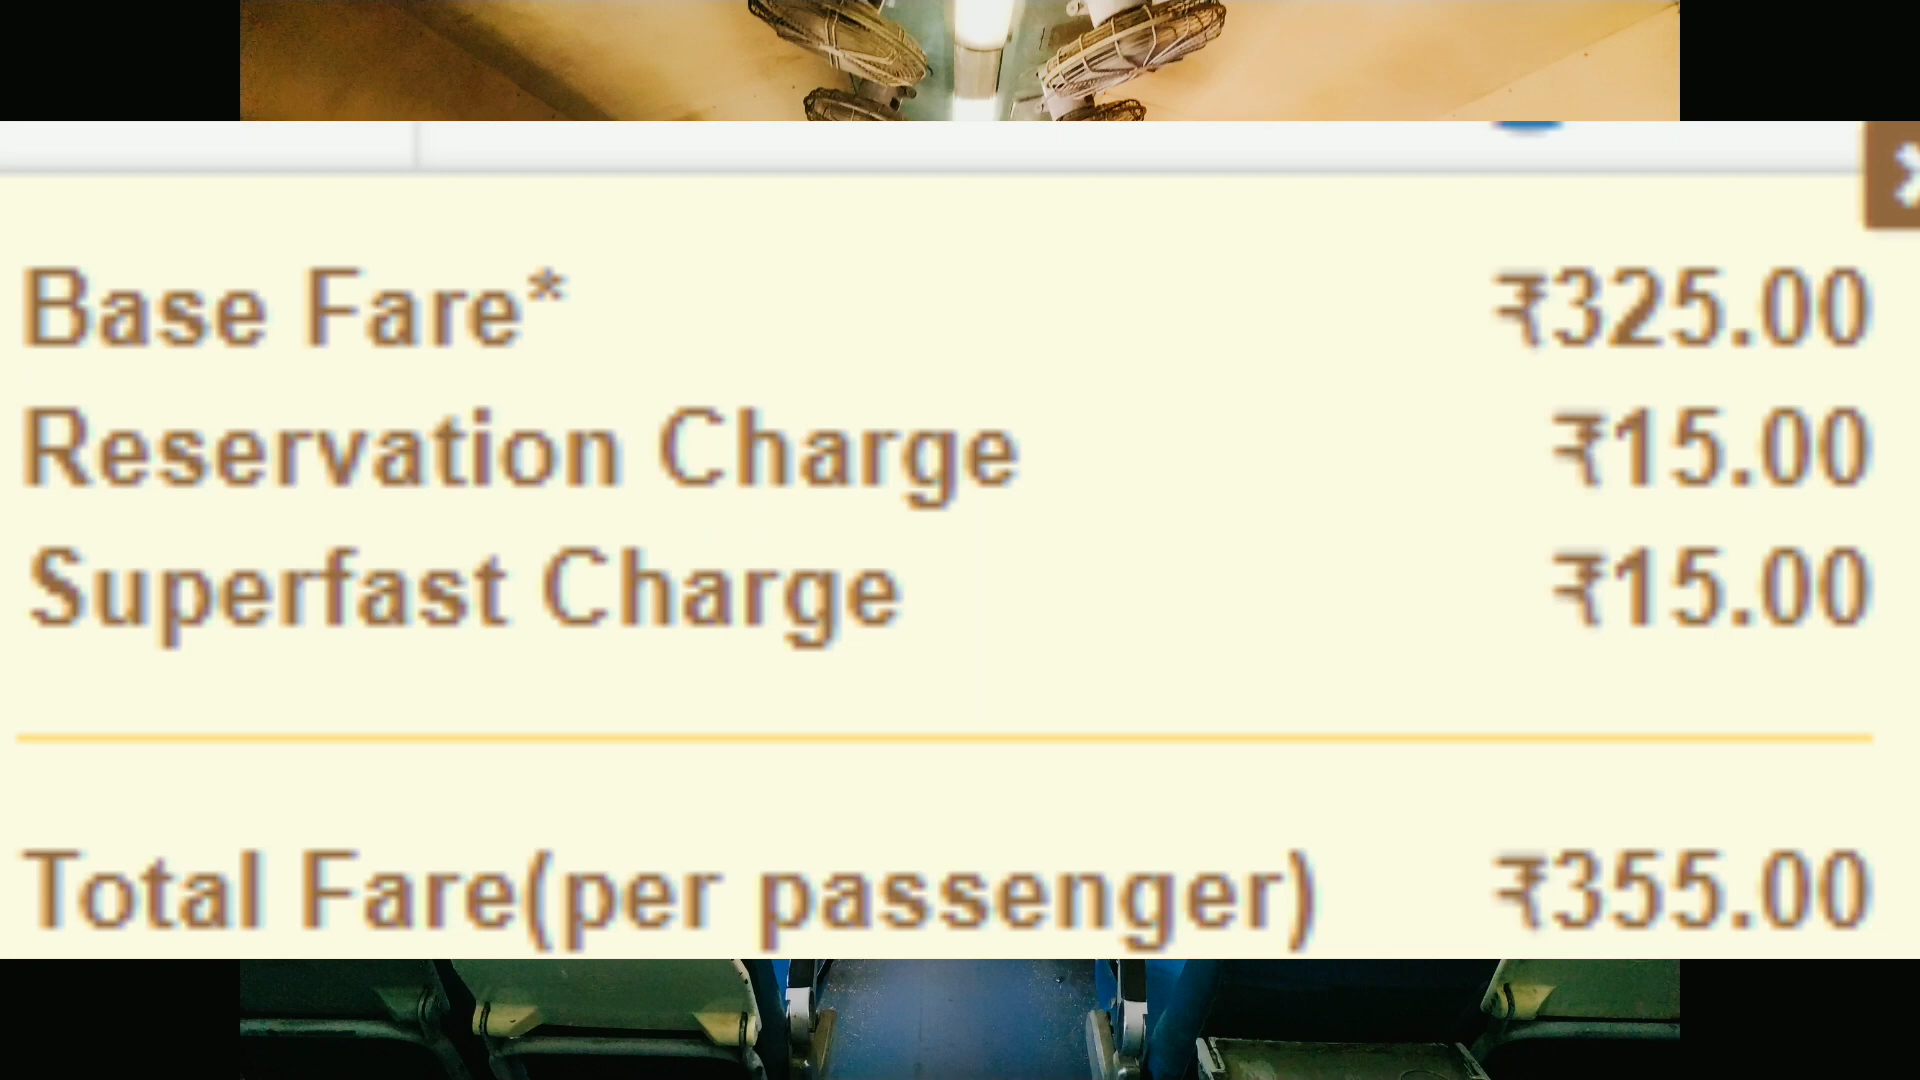 Base Fare* ₹325.00
Reservation Charge ₹15.00
Superfast Charge ₹15.00
Total Fare(per passenger) ₹355.00